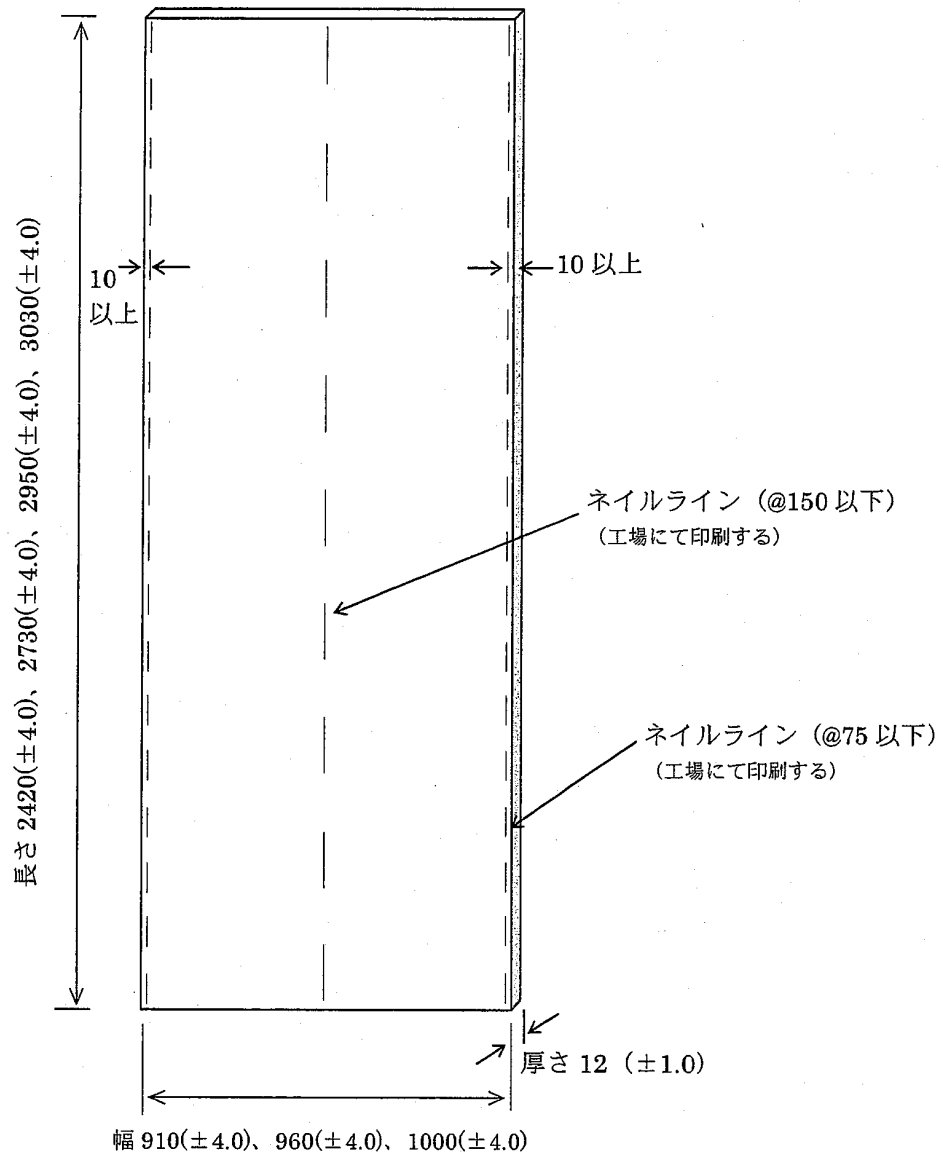 長さ 2420(±4.0)、2730(±4.0)、2950(±4.0)、3030(±4.0)
10
以上
10 以上
ネイルライン（@150 以下）
（工場にて印刷する）
ネイルライン（@75 以下）
（工場にて印刷する）
厚さ 12（±1.0）
幅 910(±4.0)、960(±4.0)、1000(±4.0)